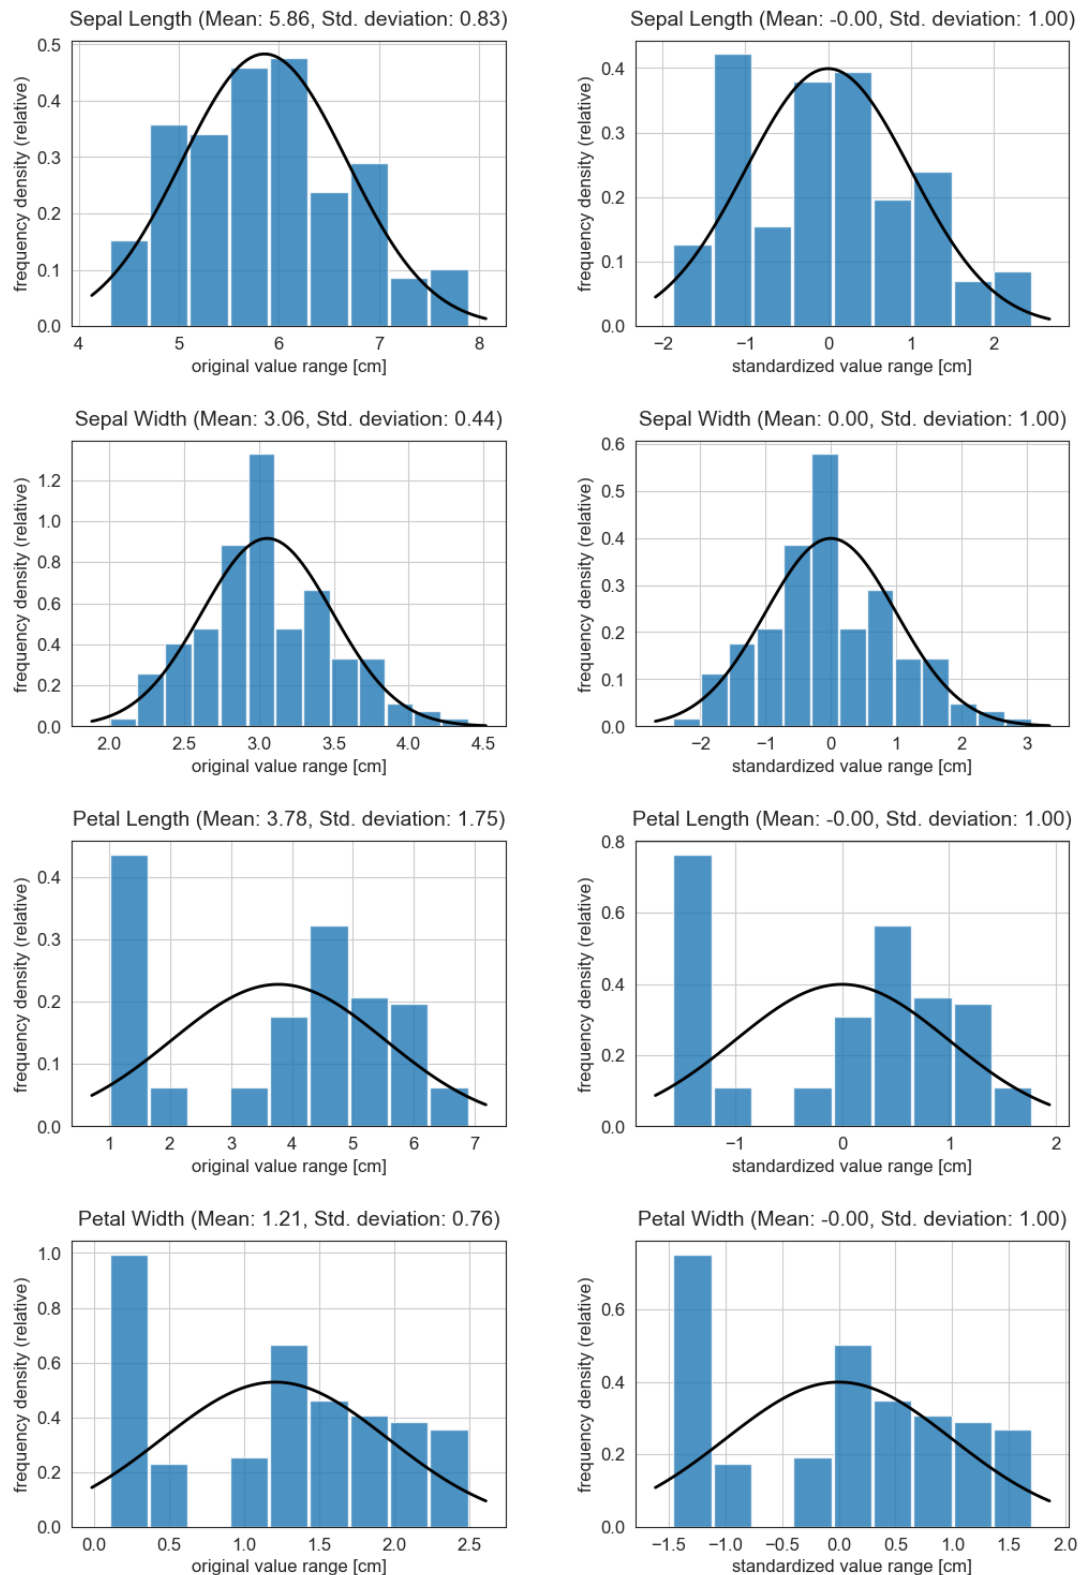 Sepal Length (Mean: 5.86, Std. deviation: 0.83)
frequency density (relative)
0.5
0.4
0.3
0.2
0.1
0.0
4 5 6 7 8
original value range [cm]
Sepal Length (Mean: -0.00, Std. deviation: 1.00)
frequency density (relative)
0.4
0.3
0.2
0.1
0.0
−2 −1 0 1 2
standardized value range [cm]
Sepal Width (Mean: 3.06, Std. deviation: 0.44)
frequency density (relative)
1.2
1.0
0.8
0.6
0.4
0.2
0.0
2.0 2.5 3.0 3.5 4.0 4.5
original value range [cm]
Sepal Width (Mean: 0.00, Std. deviation: 1.00)
frequency density (relative)
0.6
0.5
0.4
0.3
0.2
0.1
0.0
−2 −1 0 1 2 3
standardized value range [cm]
Petal Length (Mean: 3.78, Std. deviation: 1.75)
frequency density (relative)
0.4
0.3
0.2
0.1
0.0
1 2 3 4 5 6 7
original value range [cm]
Petal Length (Mean: -0.00, Std. deviation: 1.00)
frequency density (relative)
0.8
0.6
0.4
0.2
0.0
−1 0 1 2
standardized value range [cm]
Petal Width (Mean: 1.21, Std. deviation: 0.76)
frequency density (relative)
1.0
0.8
0.6
0.4
0.2
0.0
0.0 0.5 1.0 1.5 2.0 2.5
original value range [cm]
Petal Width (Mean: -0.00, Std. deviation: 1.00)
frequency density (relative)
0.6
0.4
0.2
0.0
−1.5 −1.0 −0.5 0.0 0.5 1.0 1.5 2.0
standardized value range [cm]